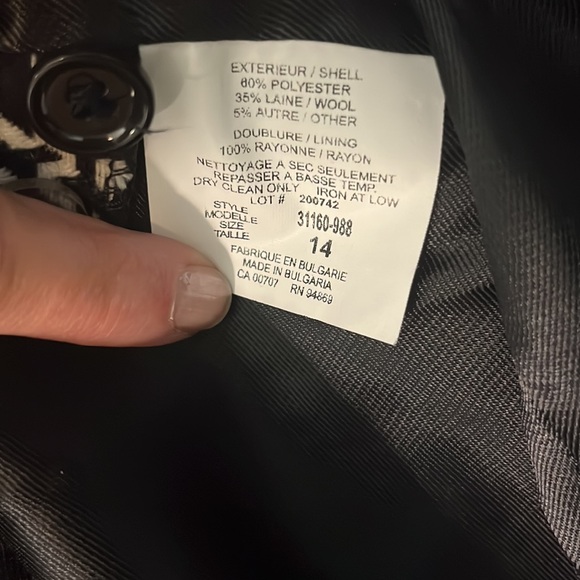 EXTERIEUR / SHELL
60% POLYESTER
35% LAINE / WOOL
5% AUTRE / OTHER
DOUBLURE / LINING
100% RAYONNE / RAYON
NETTOYAGE A SEC SEULEMENT
REPASSER A BASSE TEMP.
DRY CLEAN ONLY IRON AT LOW
LOT # 200742
STYLE
MODELLE 31160-988
SIZE
TAILLE 14
FABRIQUE EN BULGARIE
MADE IN BULGARIA
CA 00707 RN 94869